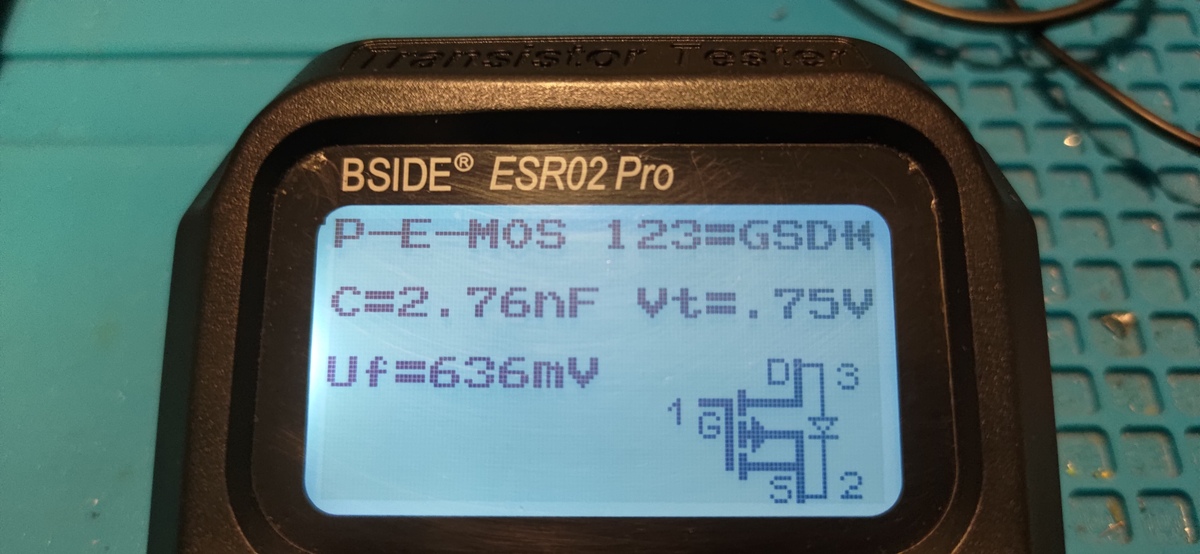 Transistor Tester
BSIDE® ESR02 Pro
P-E-MOS 123=GSD
C=2.76nF Vt=.75V
Uf=636mV
D 3
1 G
S 2